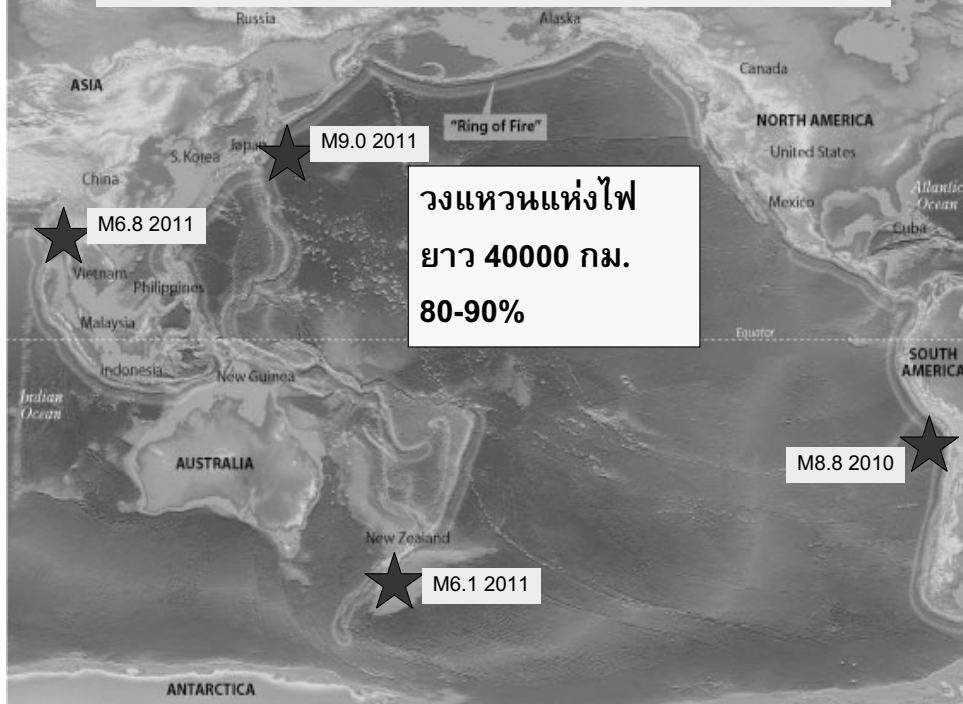 Russia
Alaska
ASIA
Canada
"Ring of Fire"
NORTH AMERICA
Japan
M9.0 2011
S. Korea
United States
China
วงแหวนแห่งไฟ
ยาว 40000 กม.
80-90%
Atlantic
Ocean
Mexico
Cuba
M6.8 2011
Vietnam
Philippines
Malaysia
Equator
Indonesia
New Guinea
SOUTH
AMERICA
Indian
Ocean
AUSTRALIA
M8.8 2010
New Zealand
M6.1 2011
ANTARCTICA